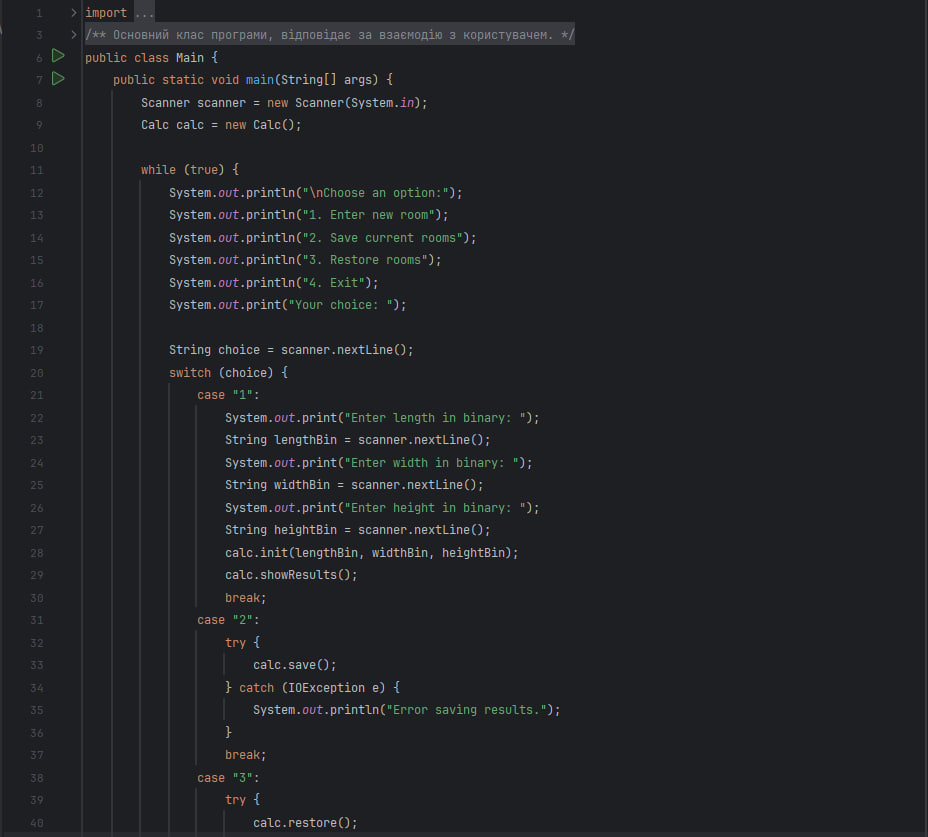 1 import ...
3 /** Основний клас програми, відповідає за взаємодію з користувачем. */
6 public class Main {
7 public static void main(String[] args) {
8 Scanner scanner = new Scanner(System.in);
9 Calc calc = new Calc();
10
11 while (true) {
12 System.out.println("\nChoose an option:");
13 System.out.println("1. Enter new room");
14 System.out.println("2. Save current rooms");
15 System.out.println("3. Restore rooms");
16 System.out.println("4. Exit");
17 System.out.print("Your choice: ");
18
19 String choice = scanner.nextLine();
20 switch (choice) {
21 case "1":
22 System.out.print("Enter length in binary: ");
23 String lengthBin = scanner.nextLine();
24 System.out.print("Enter width in binary: ");
25 String widthBin = scanner.nextLine();
26 System.out.print("Enter height in binary: ");
27 String heightBin = scanner.nextLine();
28 calc.init(lengthBin, widthBin, heightBin);
29 calc.showResults();
30 break;
31 case "2":
32 try {
33 calc.save();
34 } catch (IOException e) {
35 System.out.println("Error saving results.");
36 }
37 break;
38 case "3":
39 try {
40 calc.restore();